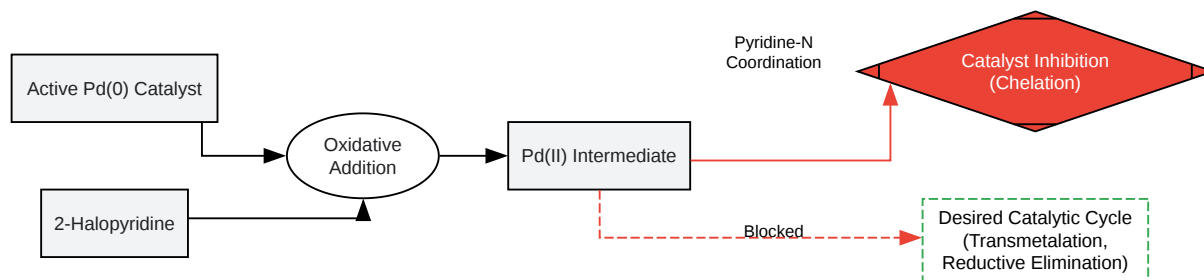 Active Pd(0) Catalyst
2-Halopyridine
Oxidative
Addition
Pd(II) Intermediate
Pyridine-N
Coordination
Catalyst Inhibition
(Chelation)
Blocked
Desired Catalytic Cycle
(Transmetalation,
Reductive Elimination)